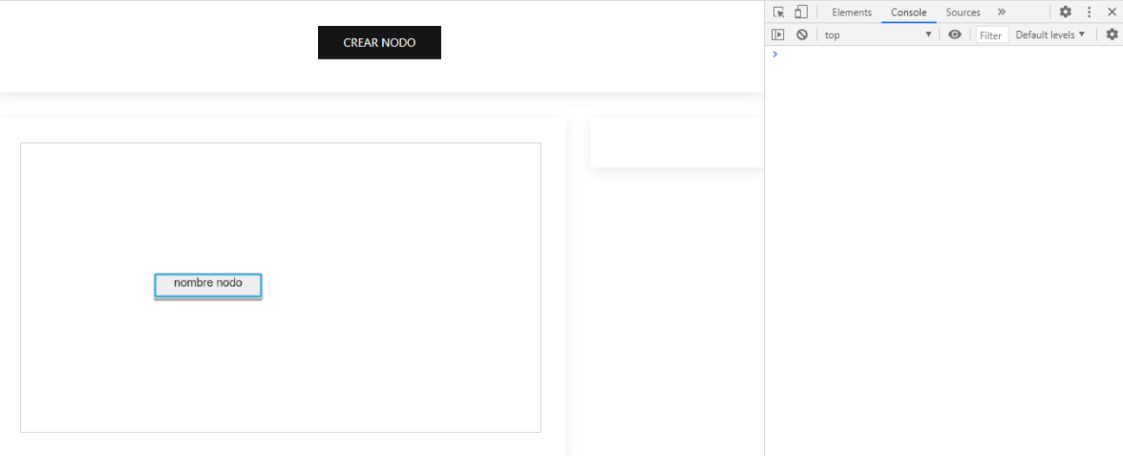 CREAR NODO
nombre nodo
Elements Console Sources »
top Filter Default levels